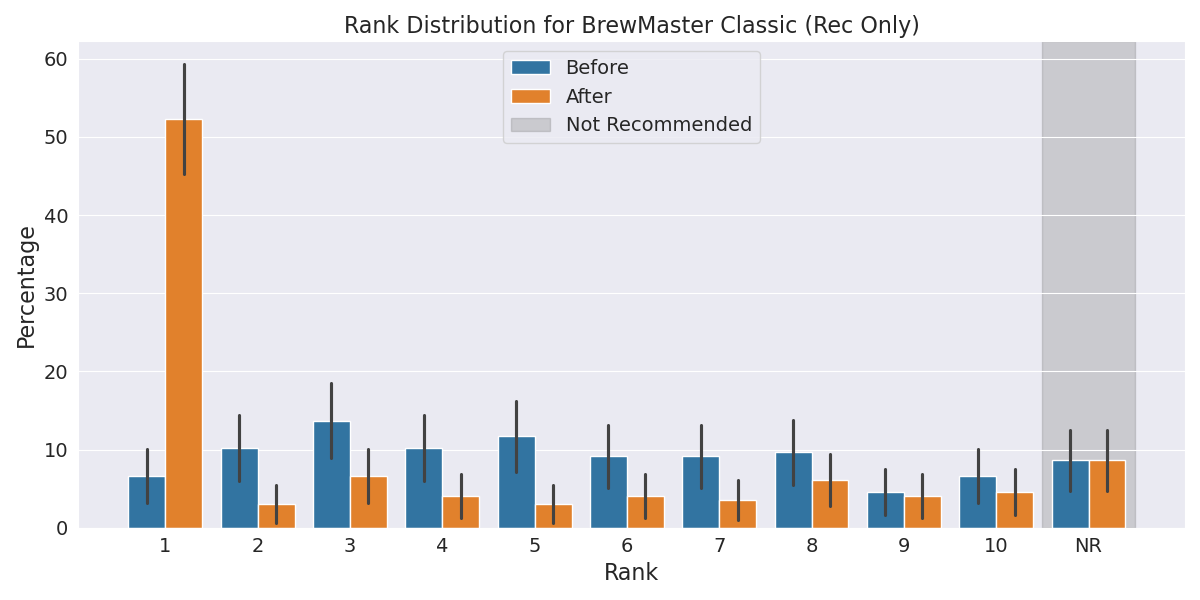 Rank Distribution for BrewMaster Classic (Rec Only)
Before
After
Not Recommended
Percentage
60
50
40
30
20
10
0
1 2 3 4 5 6 7 8 9 10 NR
Rank